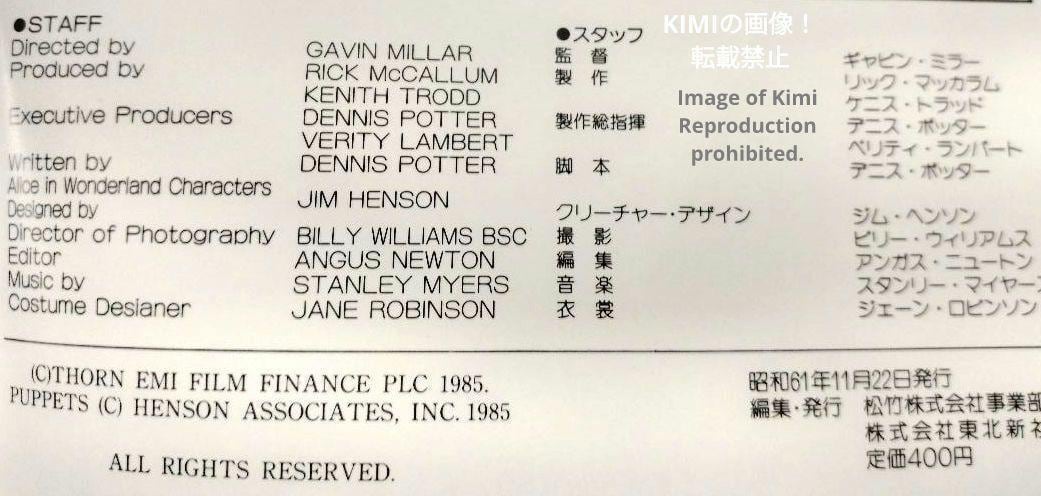 ●STAFF
Directed by GAVIN MILLAR
Produced by RICK McCALLUM
KENITH TRODD
Executive Producers DENNIS POTTER
VERITY LAMBERT
Written by DENNIS POTTER
Alice in Wonderland Characters
Designed by JIM HENSON
Director of Photography BILLY WILLIAMS BSC
Editor ANGUS NEWTON
Music by STANLEY MYERS
Costume Designer JANE ROBINSON
●スタッフ
監督 ギャビン・ミラー
製作 リック・マッカラム
ケニス・トラッド
製作総指揮 デニス・ポッター
ベリティ・ランバート
脚本 デニス・ポッター
クリーチャー・デザイン ジム・ヘンソン
撮影 ビリー・ウィリアムス
編集 アンガス・ニュートン
音楽 スタンリー・マイヤース
衣裳 ジェーン・ロビンソン
KIMIの画像!
転載禁止
Image of Kimi
Reproduction
prohibited.
(C)THORN EMI FILM FINANCE PLC 1985.
PUPPETS (C) HENSON ASSOCIATES, INC. 1985
ALL RIGHTS RESERVED.
昭和61年11月22日発行
編集・発行 松竹株式会社事業部
株式会社東北新社
定価400円